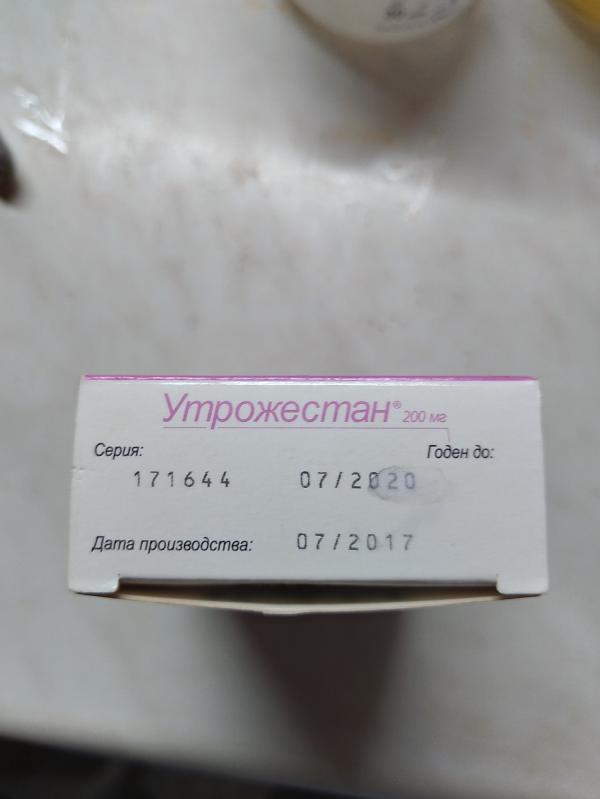 Утрожестан® 200 мг
Серия: Годен до:
171644 07/2020
Дата производства: 07/2017